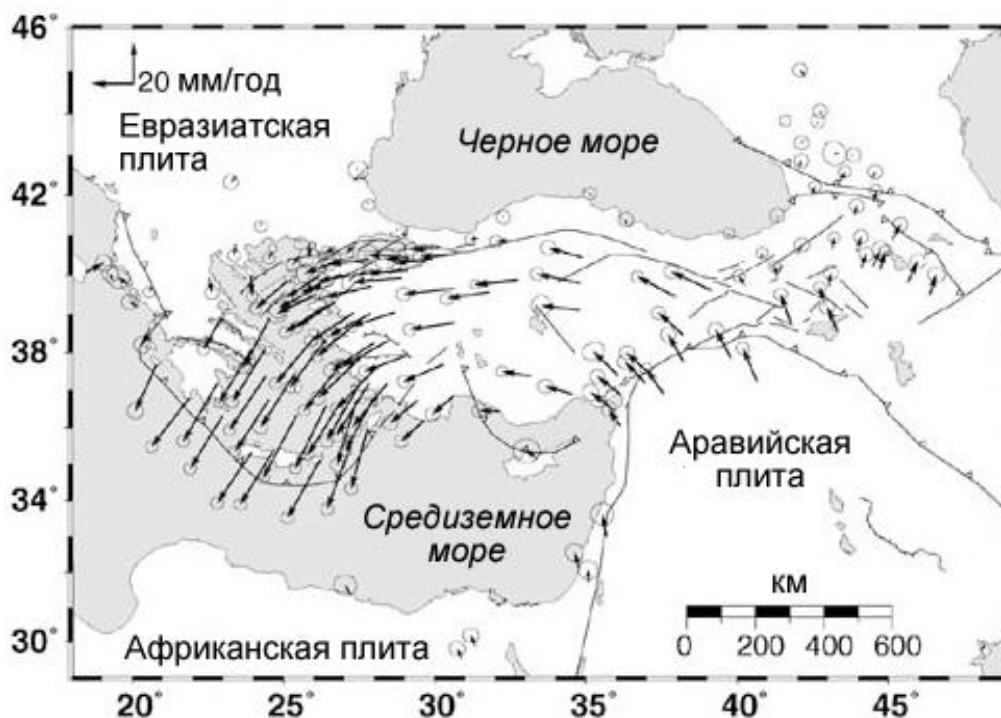 46°
20 мм/год
Евразиатская
плита
Черное море
42°
38°
Аравийская
плита
34°
Средиземное
море
км
0 200 400 600
30°
Африканская плита
20° 25° 30° 35° 40° 45°